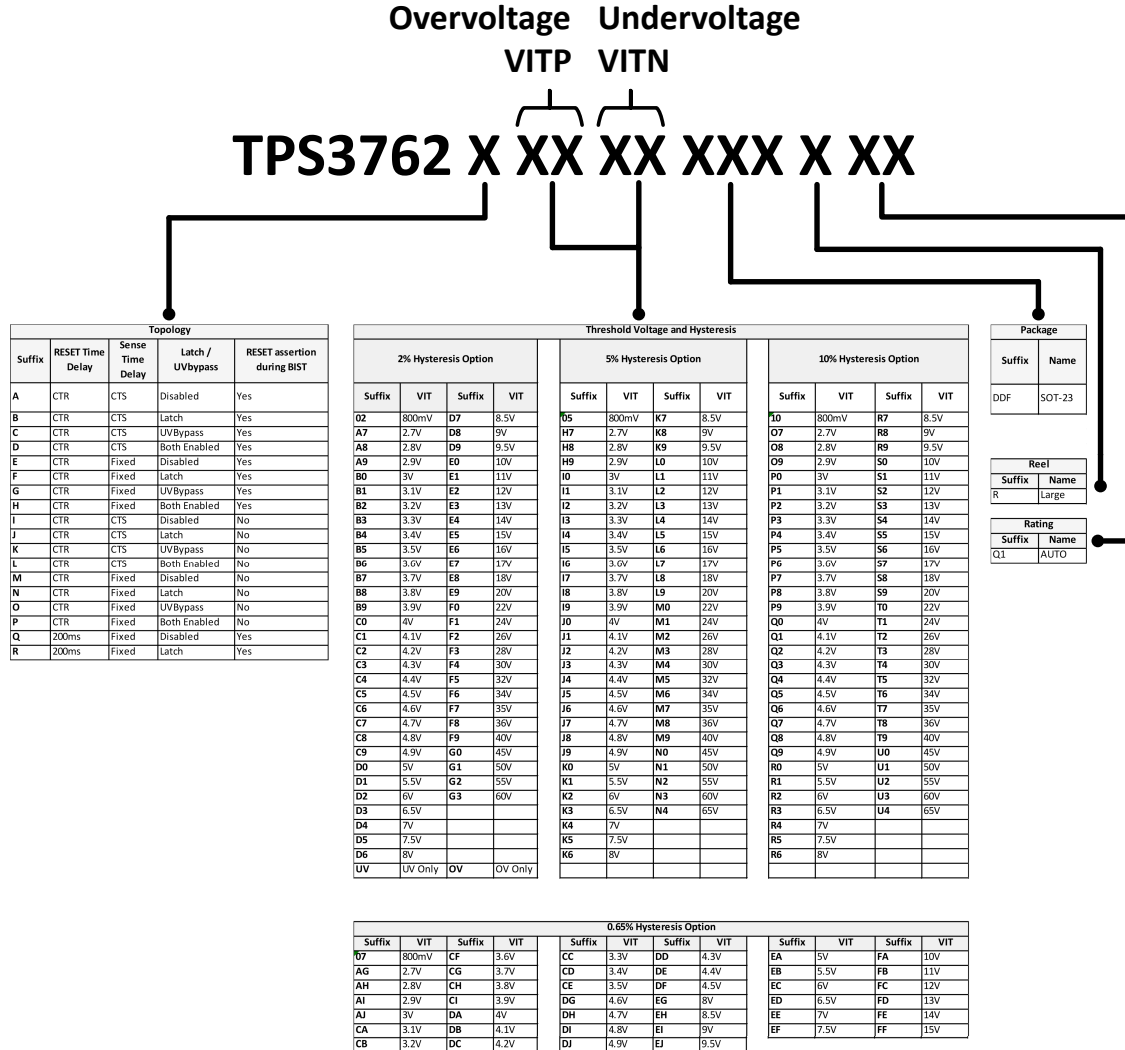 Overvoltage Undervoltage
VITP VITN
TPS3762 X XX XX XXX X XX
Topology
Suffix RESET Time Delay Sense Time Delay Latch / UVbypass RESET assertion during BIST
A CTR CTS Disabled Yes
B CTR CTS Latch Yes
C CTR CTS UVBypass Yes
D CTR CTS Both Enabled Yes
E CTR Fixed Disabled Yes
F CTR Fixed Latch Yes
G CTR Fixed UVBypass Yes
H CTR Fixed Both Enabled Yes
I CTR CTS Disabled No
J CTR CTS Latch No
K CTR CTS UVBypass No
L CTR CTS Both Enabled No
M CTR Fixed Disabled No
N CTR Fixed Latch No
O CTR Fixed UVBypass No
P CTR Fixed Both Enabled No
Q 200ms Fixed Disabled Yes
R 200ms Fixed Latch Yes
Threshold Voltage and Hysteresis
2% Hysteresis Option 5% Hysteresis Option 10% Hysteresis Option
Suffix VIT Suffix VIT Suffix VIT Suffix VIT Suffix VIT Suffix VIT
02 800mV D7 8.5V 05 800mV K7 8.5V 10 800mV R7 8.5V
A7 2.7V D8 9V H7 2.7V K8 9V O7 2.7V R8 9V
A8 2.8V D9 9.5V H8 2.8V K9 9.5V O8 2.8V R9 9.5V
A9 2.9V E0 10V H9 2.9V L0 10V O9 2.9V S0 10V
B0 3V E1 11V I0 3V L1 11V P0 3V S1 11V
B1 3.1V E2 12V I1 3.1V L2 12V P1 3.1V S2 12V
B2 3.2V E3 13V I2 3.2V L3 13V P2 3.2V S3 13V
B3 3.3V E4 14V I3 3.3V L4 14V P3 3.3V S4 14V
B4 3.4V E5 15V I4 3.4V L5 15V P4 3.4V S5 15V
B5 3.5V E6 16V I5 3.5V L6 16V P5 3.5V S6 16V
B6 3.6V E7 17V I6 3.6V L7 17V P6 3.6V S7 17V
B7 3.7V E8 18V I7 3.7V L8 18V P7 3.7V S8 18V
B8 3.8V E9 20V I8 3.8V L9 20V P8 3.8V S9 20V
B9 3.9V F0 22V I9 3.9V M0 22V P9 3.9V T0 22V
C0 4V F1 24V J0 4V M1 24V Q0 4V T1 24V
C1 4.1V F2 26V J1 4.1V M2 26V Q1 4.1V T2 26V
C2 4.2V F3 28V J2 4.2V M3 28V Q2 4.2V T3 28V
C3 4.3V F4 30V J3 4.3V M4 30V Q3 4.3V T4 30V
C4 4.4V F5 32V J4 4.4V M5 32V Q4 4.4V T5 32V
C5 4.5V F6 34V J5 4.5V M6 34V Q5 4.5V T6 34V
C6 4.6V F7 35V J6 4.6V M7 35V Q6 4.6V T7 35V
C7 4.7V F8 36V J7 4.7V M8 36V Q7 4.7V T8 36V
C8 4.8V F9 40V J8 4.8V M9 40V Q8 4.8V T9 40V
C9 4.9V G0 45V J9 4.9V N0 45V Q9 4.9V U0 45V
D0 5V G1 50V K0 5V N1 50V R0 5V U1 50V
D1 5.5V G2 55V K1 5.5V N2 55V R1 5.5V U2 55V
D2 6V G3 60V K2 6V N3 60V R2 6V U3 60V
D3 6.5V K3 6.5V N4 65V R3 6.5V U4 65V
D4 7V K4 7V R4 7V
D5 7.5V K5 7.5V R5 7.5V
D6 8V K6 8V R6 8V
UV UV Only OV OV Only
Package
Suffix Name
DDF SOT-23
Reel
Suffix Name
R Large
Rating
Suffix Name
Q1 AUTO
0.65% Hysteresis Option
Suffix VIT Suffix VIT Suffix VIT Suffix VIT Suffix VIT Suffix VIT
07 800mV CF 3.6V CC 3.3V DD 4.3V EA 5V FA 10V
AG 2.7V CG 3.7V CD 3.4V DE 4.4V EB 5.5V FB 11V
AH 2.8V CH 3.8V CE 3.5V DF 4.5V EC 6V FC 12V
AI 2.9V CI 3.9V DG 4.6V EG 8V ED 6.5V FD 13V
AJ 3V DA 4V DH 4.7V EH 8.5V EE 7V FE 14V
CA 3.1V DB 4.1V DI 4.8V EI 9V EF 7.5V FF 15V
CB 3.2V DC 4.2V DJ 4.9V EJ 9.5V